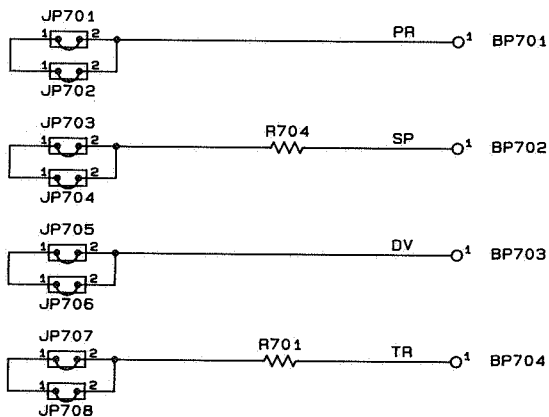 JP701
1 2 PR 1 BP701
1 2
JP702
JP703
R704
1 2 SP 1 BP702
1 2
JP704
JP705
1 2 DV 1 BP703
1 2
JP706
JP707
R701
1 2 TR 1 BP704
1 2
JP708